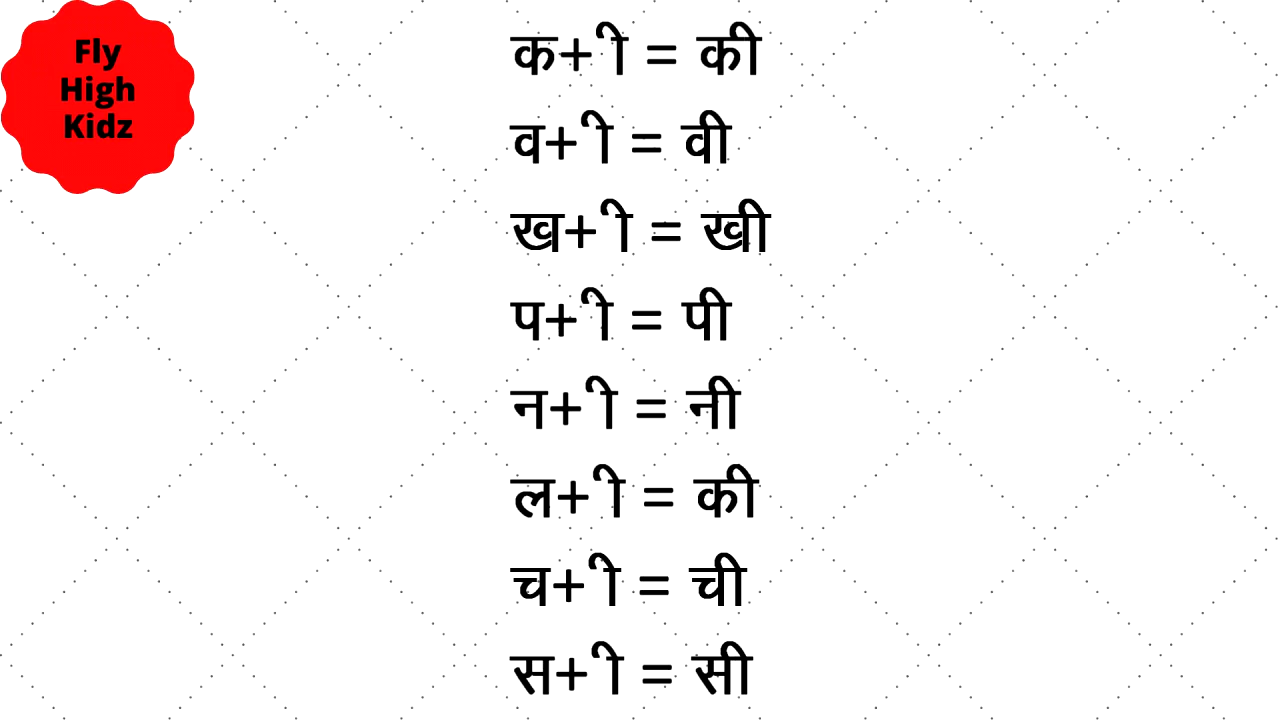 Fly
High
Kidz
क+ी = की
व+ी = वी
ख+ी = खी
प+ी = पी
न+ी = नी
ल+ी = की
च+ी = ची
स+ी = सी